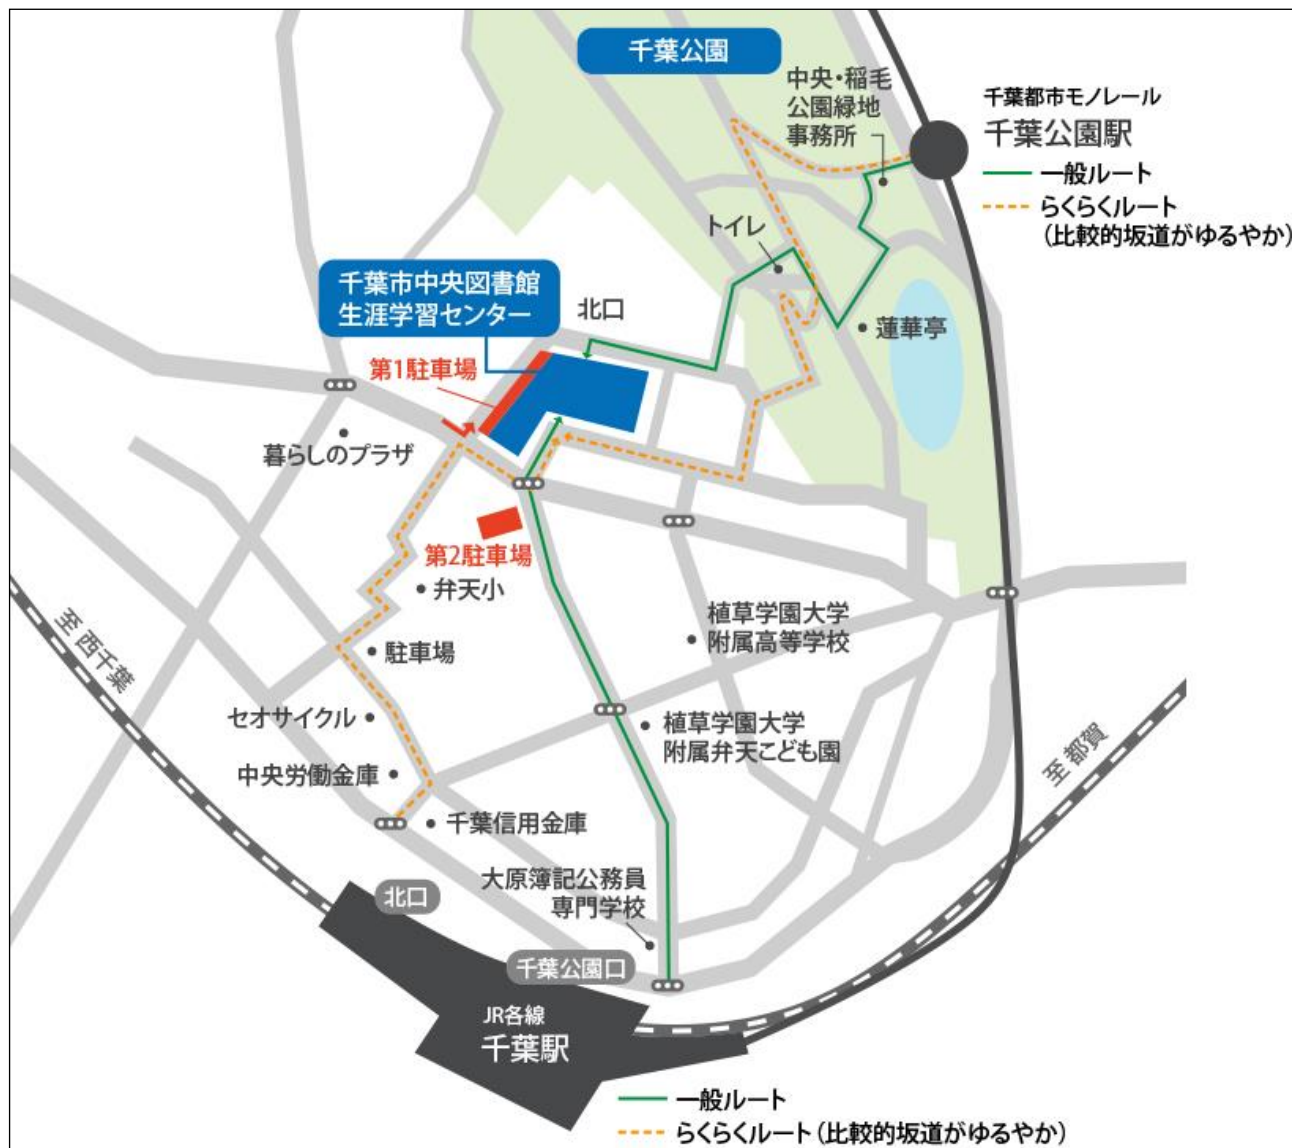 千葉公園
中央・稲毛
公園緑地
事務所
千葉都市モノレール
千葉公園駅
一般ルート
らくらくルート
(比較的坂道がゆるやか)
トイレ
千葉市中央図書館
生涯学習センター
北口
蓮華亭
第1駐車場
暮らしのプラザ
第2駐車場
弁天小
植草学園大学
附属高等学校
至 西千葉
駐車場
セオサイクル
植草学園大学
附属弁天こども園
至 都賀
中央労働金庫
千葉信用金庫
大原簿記公務員
専門学校
北口
千葉公園口
JR各線
千葉駅
一般ルート
らくらくルート(比較的坂道がゆるやか)